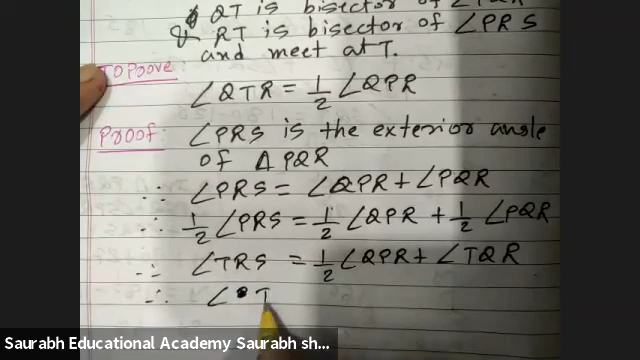 & QT is bisector of ∠PQR
& RT is bisector of ∠PRS
and meet at T.
To Proove:
∠QTR = 1/2 ∠QPR
Proof: ∠PRS is the exterior angle
of ΔPQR
∴ ∠PRS = ∠QPR + ∠PQR
∴ 1/2 ∠PRS = 1/2 ∠QPR + 1/2 ∠PQR
∴ ∠TRS = 1/2 ∠QPR + ∠TQR
∴ ∠ T
Saurabh Educational Academy Saurabh sh...